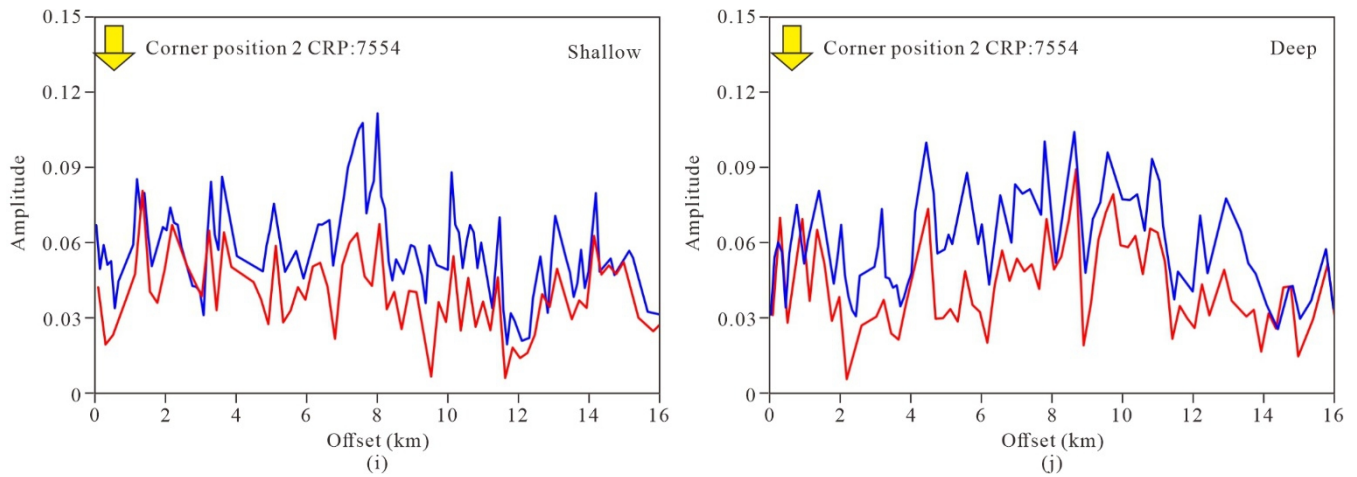 0.15
Corner position 2 CRP:7554
Shallow
0.12
0.09
0.06
0.03
0
Amplitude
0 2 4 6 8 10 12 14 16
Offset (km)
(i)
0.15
Corner position 2 CRP:7554
Deep
0.12
0.09
0.06
0.03
0
Amplitude
0 2 4 6 8 10 12 14 16
Offset (km)
(j)